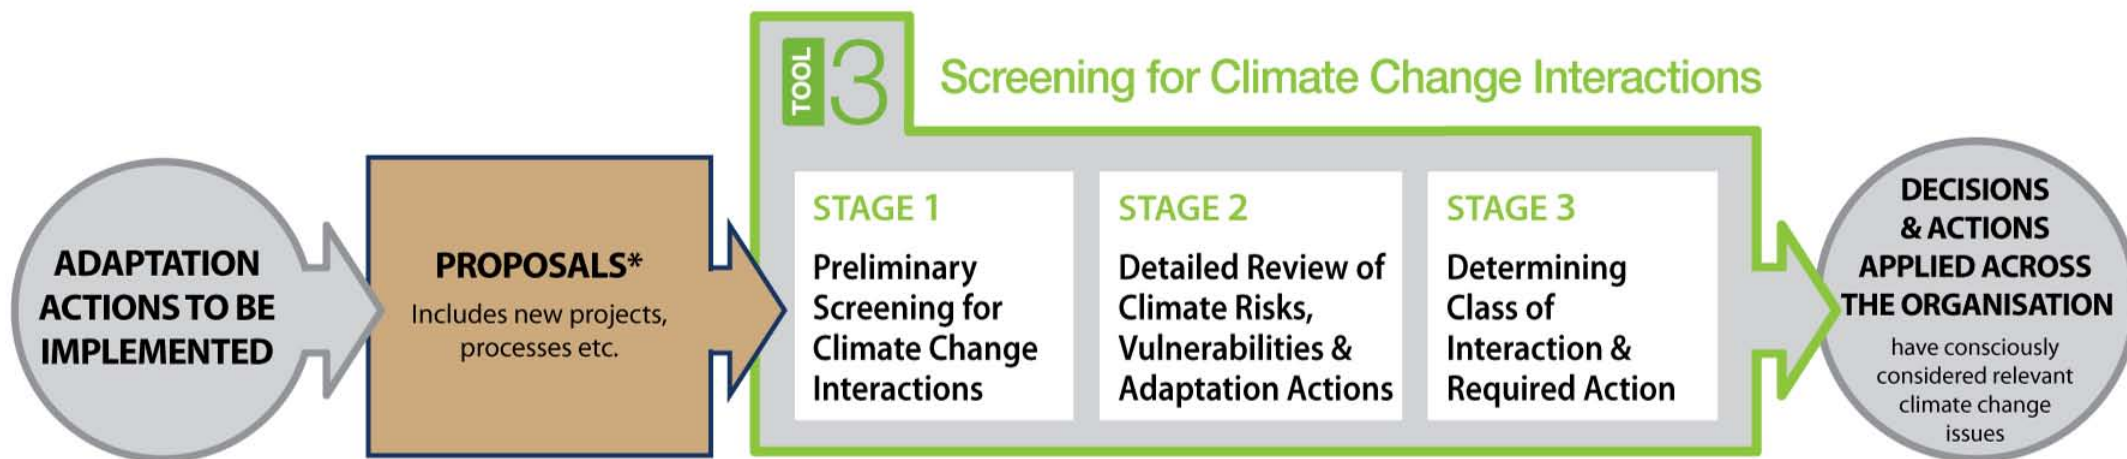 ADAPTATION
ACTIONS TO BE
IMPLEMENTED
PROPOSALS*
Includes new projects,
processes etc.
TOOL 3
Screening for Climate Change Interactions
STAGE 1
Preliminary
Screening for
Climate Change
Interactions
STAGE 2
Detailed Review of
Climate Risks,
Vulnerabilities &
Adaptation Actions
STAGE 3
Determining
Class of
Interaction &
Required Action
DECISIONS
& ACTIONS
APPLIED ACROSS
THE ORGANISATION
have consciously
considered relevant
climate change
issues